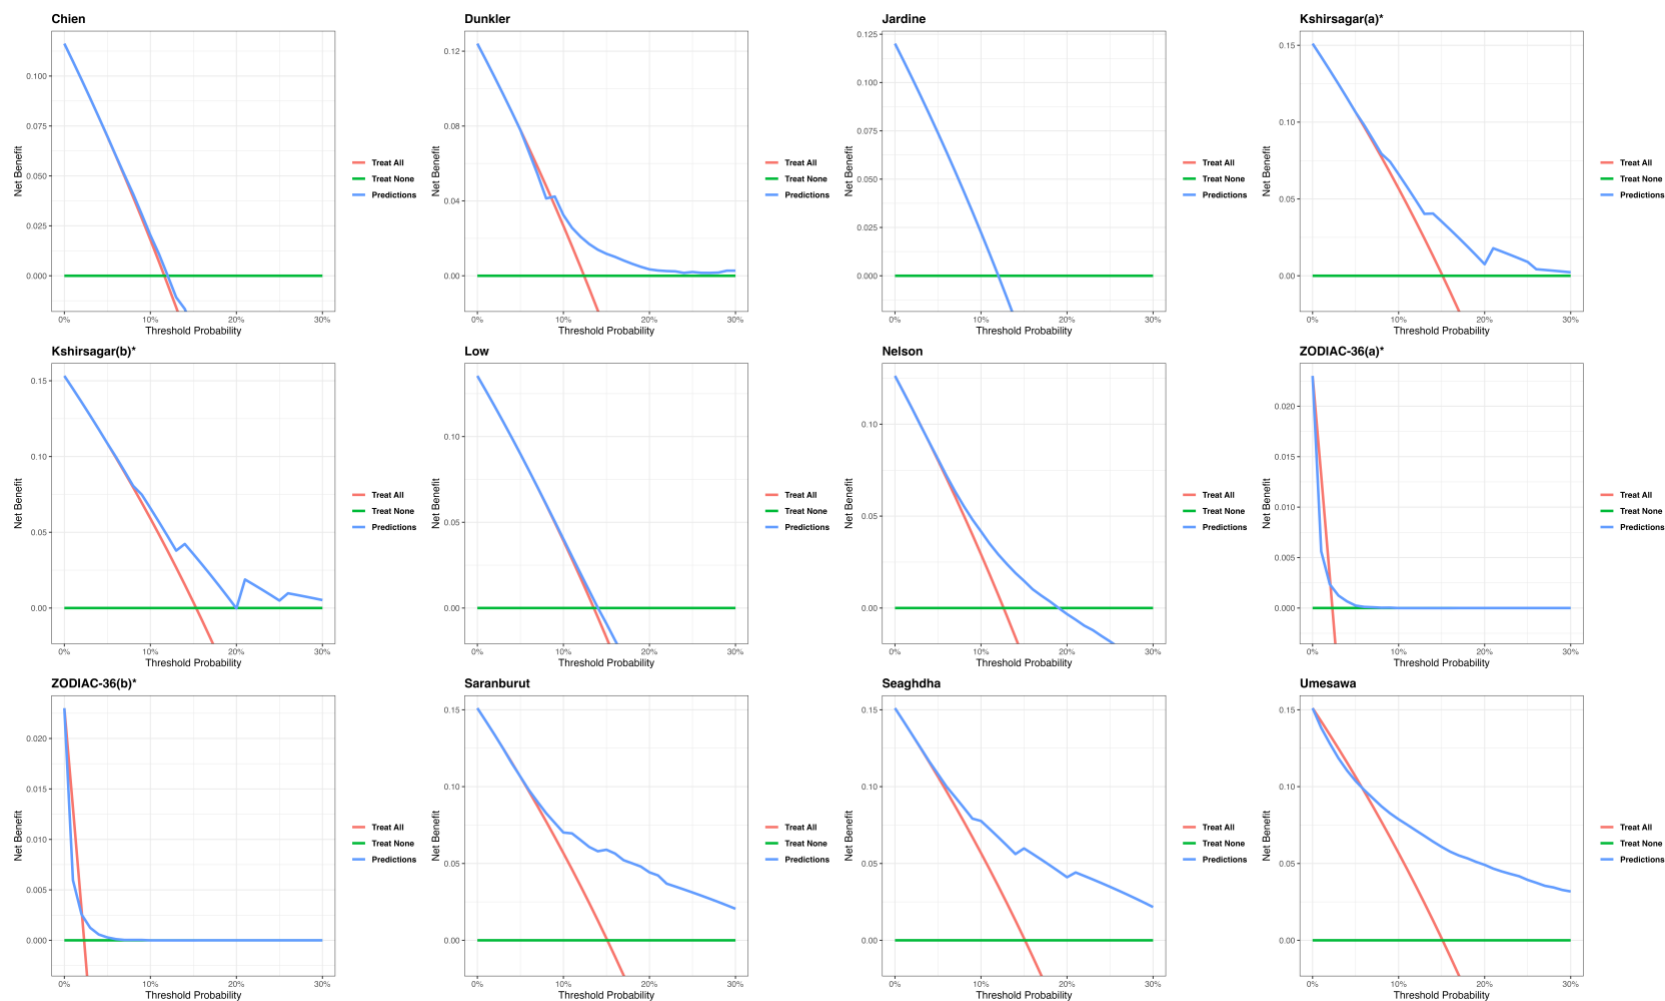 Chien
Net Benefit
0.100
0.075
0.050
0.025
0.000
0%
10%
20%
30%
Threshold Probability
Treat All
Treat None
Predictions
Dunkler
Net Benefit
0.12
0.08
0.04
0.00
0%
10%
20%
30%
Threshold Probability
Treat All
Treat None
Predictions
Jardine
Net Benefit
0.125
0.100
0.075
0.050
0.025
0.000
0%
10%
20%
30%
Threshold Probability
Treat All
Treat None
Predictions
Kshirsagar(a)*
Net Benefit
0.15
0.10
0.05
0.00
0%
10%
20%
30%
Threshold Probability
Treat All
Treat None
Predictions
Kshirsagar(b)*
Net Benefit
0.15
0.10
0.05
0.00
0%
10%
20%
30%
Threshold Probability
Treat All
Treat None
Predictions
Low
Net Benefit
0.10
0.05
0.00
0%
10%
20%
30%
Threshold Probability
Treat All
Treat None
Predictions
Nelson
Net Benefit
0.10
0.05
0.00
0%
10%
20%
30%
Threshold Probability
Treat All
Treat None
Predictions
ZODIAC-36(a)*
Net Benefit
0.020
0.015
0.010
0.005
0.000
0%
10%
20%
30%
Threshold Probability
Treat All
Treat None
Predictions
ZODIAC-36(b)*
Net Benefit
0.020
0.015
0.010
0.005
0.000
0%
10%
20%
30%
Threshold Probability
Treat All
Treat None
Predictions
Saranburut
Net Benefit
0.15
0.10
0.05
0.00
0%
10%
20%
30%
Threshold Probability
Treat All
Treat None
Predictions
Seaghdha
Net Benefit
0.15
0.10
0.05
0.00
0%
10%
20%
30%
Threshold Probability
Treat All
Treat None
Predictions
Umesawa
Net Benefit
0.15
0.10
0.05
0.00
0%
10%
20%
30%
Threshold Probability
Treat All
Treat None
Predictions